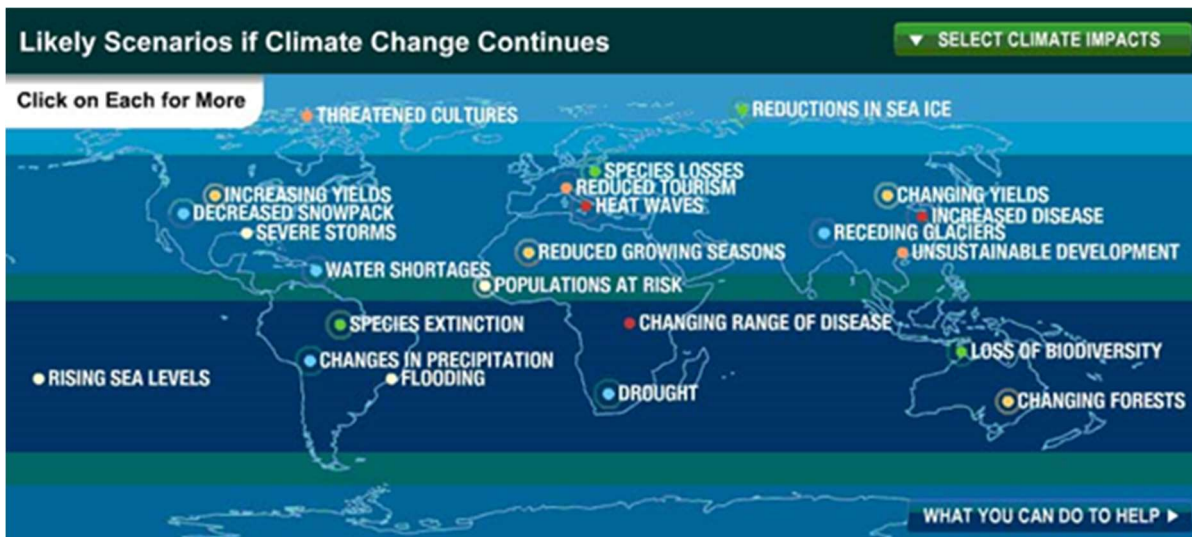 Likely Scenarios if Climate Change Continues
▼ SELECT CLIMATE IMPACTS
Click on Each for More
THREATENED CULTURES
REDUCTIONS IN SEA ICE
SPECIES LOSSES
REDUCED TOURISM
HEAT WAVES
INCREASING YIELDS
DECREASED SNOWPACK
SEVERE STORMS
CHANGING YIELDS
INCREASED DISEASE
RECEDING GLACIERS
UNSUSTAINABLE DEVELOPMENT
REDUCED GROWING SEASONS
WATER SHORTAGES
POPULATIONS AT RISK
SPECIES EXTINCTION
CHANGING RANGE OF DISEASE
CHANGES IN PRECIPITATION
LOSS OF BIODIVERSITY
RISING SEA LEVELS
FLOODING
DROUGHT
CHANGING FORESTS
WHAT YOU CAN DO TO HELP ▶